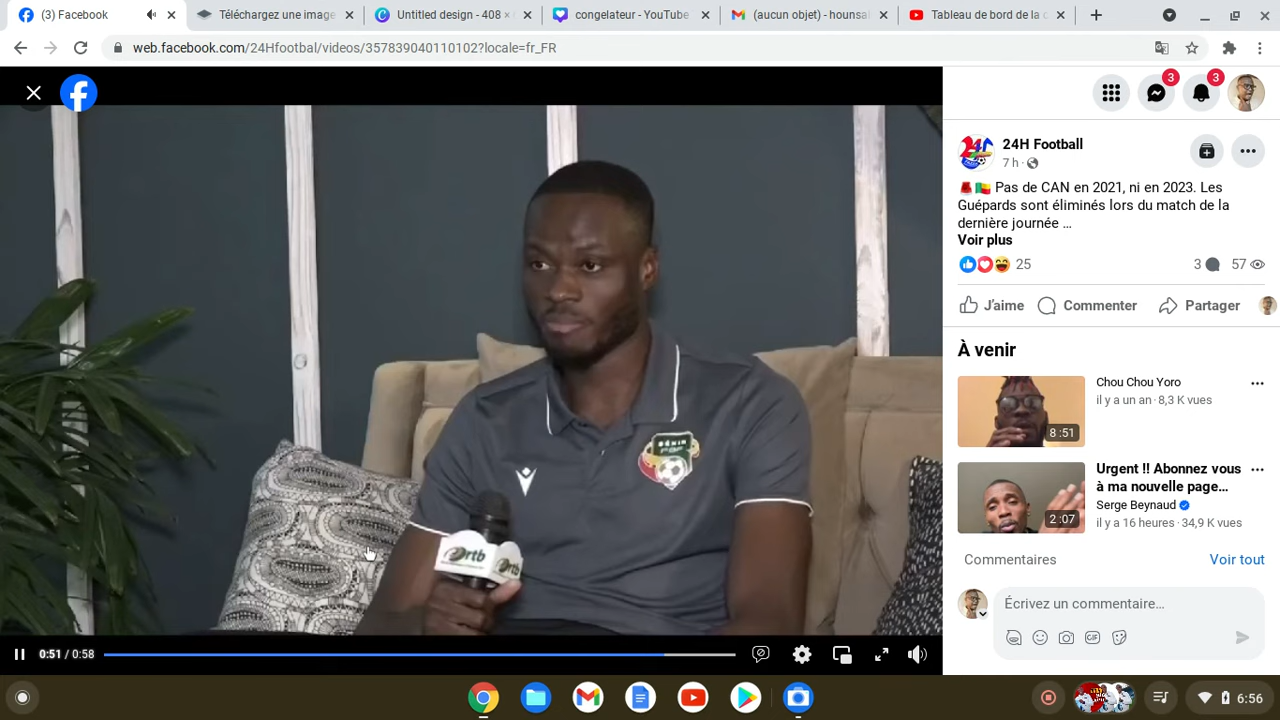 (3) Facebook
Téléchargez une image
Untitled design - 408 ×
congelateur - YouTube
(aucun objet) - hounsa
Tableau de bord de la c
web.facebook.com/24Hfootbal/videos/357839040110102?locale=fr_FR
3
3
24H Football
7 h ·
Pas de CAN en 2021, ni en 2023. Les
Guépards sont éliminés lors du match de la
dernière journée …
Voir plus
25
3
57
J'aime
Commenter
Partager
À venir
Chou Chou Yoro
il y a un an · 8,3 K vues
8:51
Urgent !! Abonnez vous
à ma nouvelle page…
Serge Beynaud
il y a 16 heures · 34,9 K vues
2:07
Commentaires
Voir tout
Écrivez un commentaire…
GIF
BÉNIN
FBF
ortb
0:51 / 0:58
6:56